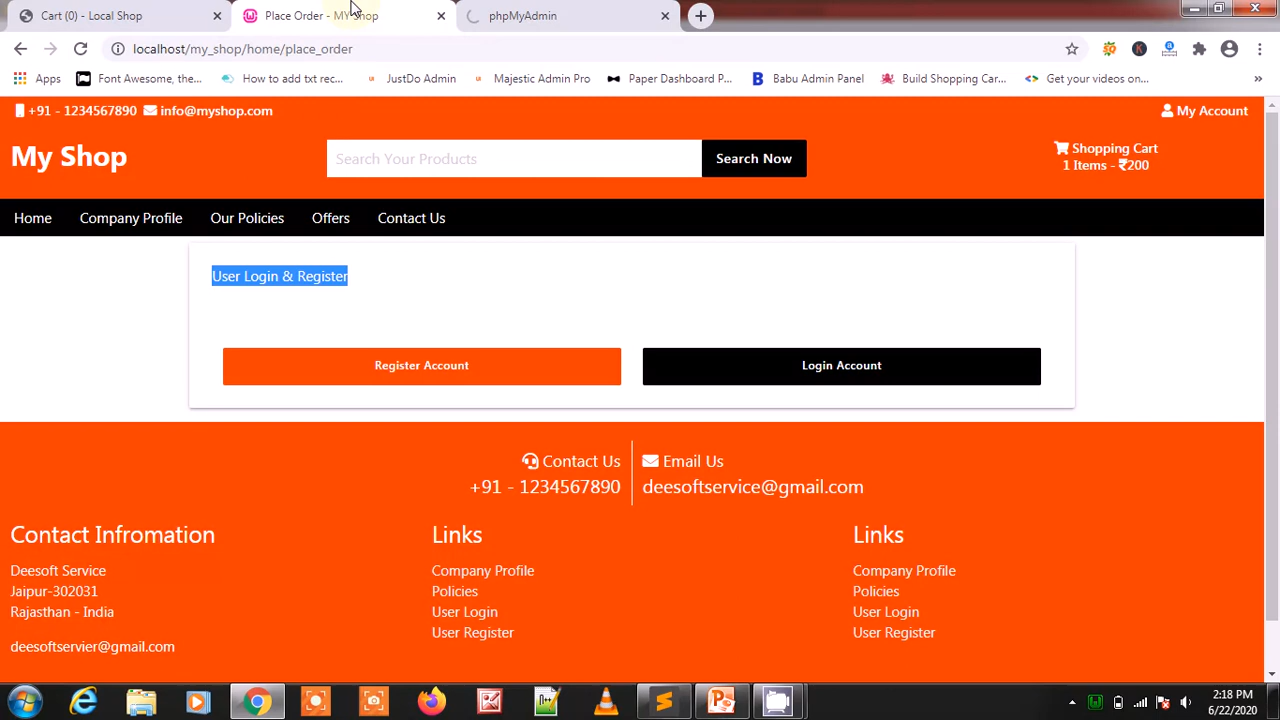 Cart (0) - Local Shop
Place Order - MY Shop
phpMyAdmin
localhost/my_shop/home/place_order
Apps
Font Awesome, the...
How to add txt rec...
JustDo Admin
Majestic Admin Pro
Paper Dashboard P...
Babu Admin Panel
Build Shopping Car...
Get your videos on...
»
+91 - 1234567890 info@myshop.com
My Account
My Shop
Search Your Products
Search Now
Shopping Cart
1 Items - ₹200
Home Company Profile Our Policies Offers Contact Us
User Login & Register
Register Account
Login Account
Contact Us
+91 - 1234567890
Email Us
deesoftservice@gmail.com
Contact Infromation
Deesoft Service
Jaipur-302031
Rajasthan - India
deesoftservier@gmail.com
Links
Company Profile
Policies
User Login
User Register
Links
Company Profile
Policies
User Login
User Register
2:18 PM
6/22/2020